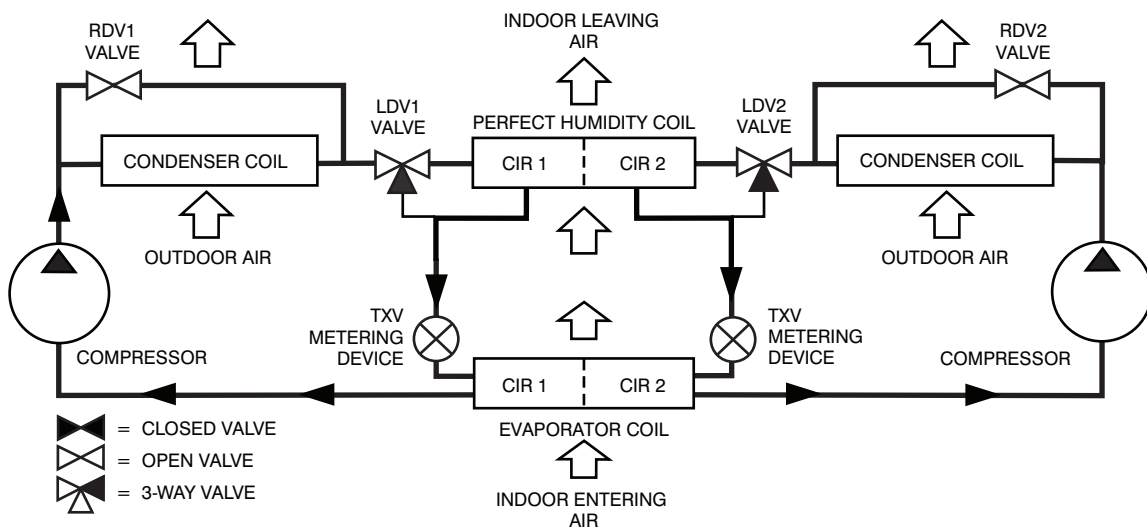 INDOOR LEAVING
AIR
RDV1
VALVE
RDV2
VALVE
LDV1
VALVE
PERFECT HUMIDITY COIL
LDV2
VALVE
CONDENSER COIL
CIR 1
CIR 2
CONDENSER COIL
OUTDOOR AIR
OUTDOOR AIR
TXV
METERING
DEVICE
TXV
METERING
DEVICE
COMPRESSOR
COMPRESSOR
CIR 1
CIR 2
EVAPORATOR COIL
= CLOSED VALVE
= OPEN VALVE
= 3-WAY VALVE
INDOOR ENTERING
AIR